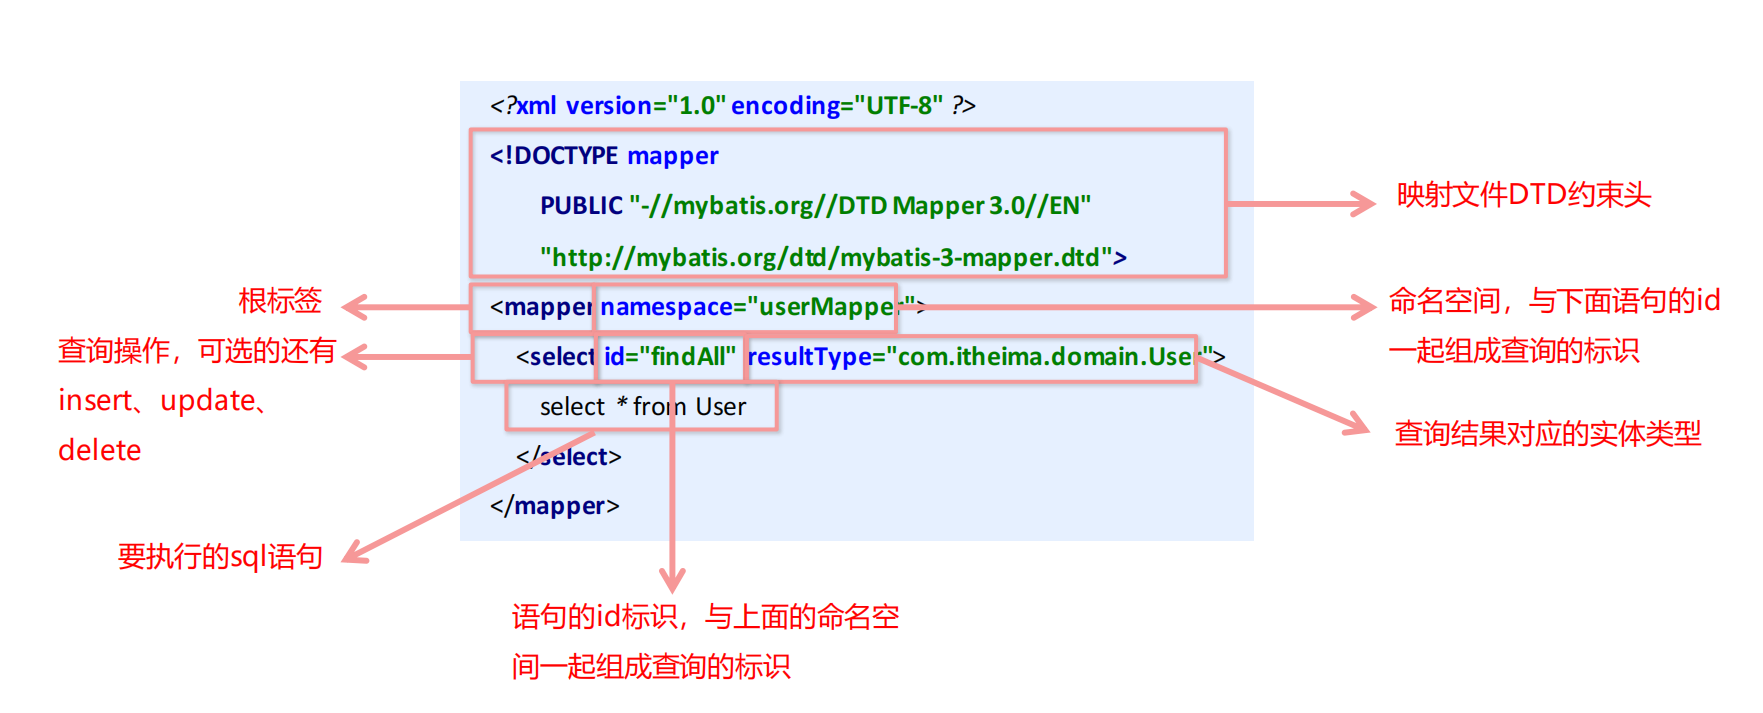 <?xml version="1.0" encoding="UTF-8" ?>
<!DOCTYPE mapper
PUBLIC "-//mybatis.org//DTD Mapper 3.0//EN"
"http://mybatis.org/dtd/mybatis-3-mapper.dtd">
<mapper namespace="userMapper">
<select id="findAll" resultType="com.itheima.domain.User">
select * from User
</select>
</mapper>
映射文件DTD约束头
根标签
命名空间，与下面语句的id
一起组成查询的标识
查询操作，可选的还有
insert、update、
delete
查询结果对应的实体类型
要执行的sql语句
语句的id标识，与上面的命名空
间一起组成查询的标识